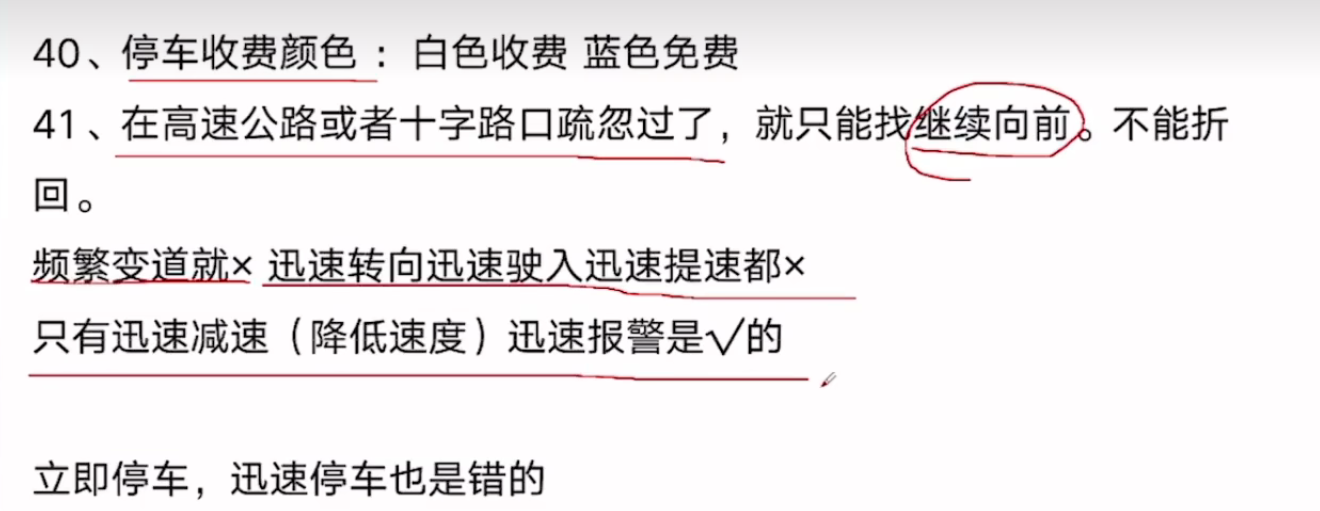 40、停车收费颜色 ：白色收费 蓝色免费
41、在高速公路或者十字路口疏忽过了，就只能找继续向前。不能折
回。
频繁变道就× 迅速转向迅速驶入迅速提速都×
只有迅速减速（降低速度）迅速报警是√的
立即停车，迅速停车也是错的